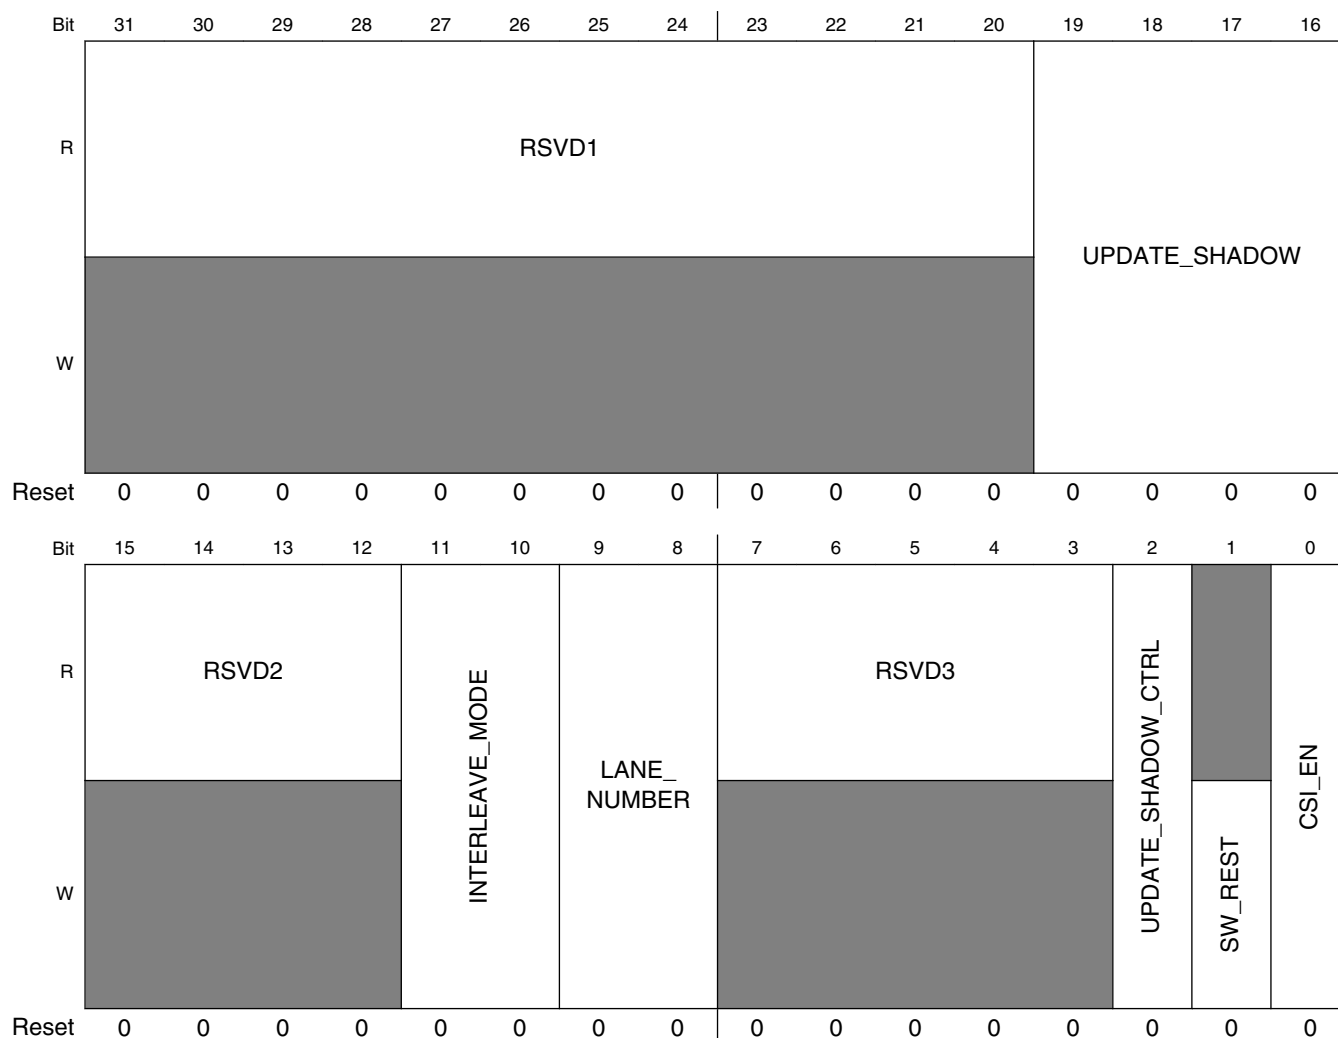 Bit 31 30 29 28 27 26 25 24 23 22 21 20 19 18 17 16
R RSVD1
UPDATE_SHADOW
W
Reset 0 0 0 0 0 0 0 0 0 0 0 0 0 0 0 0
Bit 15 14 13 12 11 10 9 8 7 6 5 4 3 2 1 0
R RSVD2 RSVD3
INTERLEAVE_MODE
LANE_
NUMBER
UPDATE_SHADOW_CTRL
CSI_EN
W
SW_REST
Reset 0 0 0 0 0 0 0 0 0 0 0 0 0 0 0 0